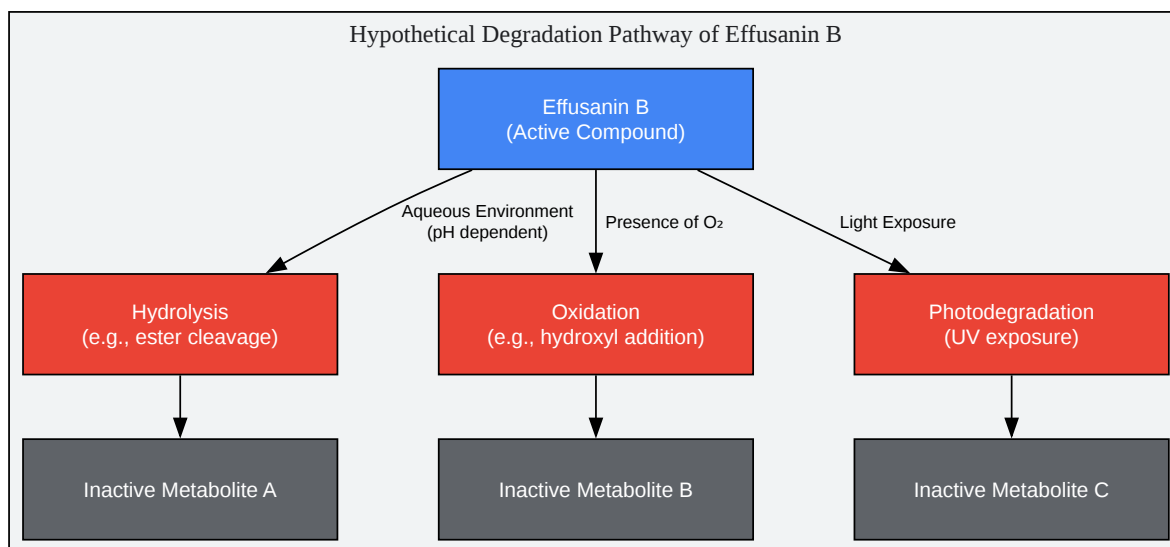 Hypothetical Degradation Pathway of Effusanin B
Effusanin B
(Active Compound)
Aqueous Environment
(pH dependent)
Presence of O₂
Light Exposure
Hydrolysis
(e.g., ester cleavage)
Oxidation
(e.g., hydroxyl addition)
Photodegradation
(UV exposure)
Inactive Metabolite A
Inactive Metabolite B
Inactive Metabolite C